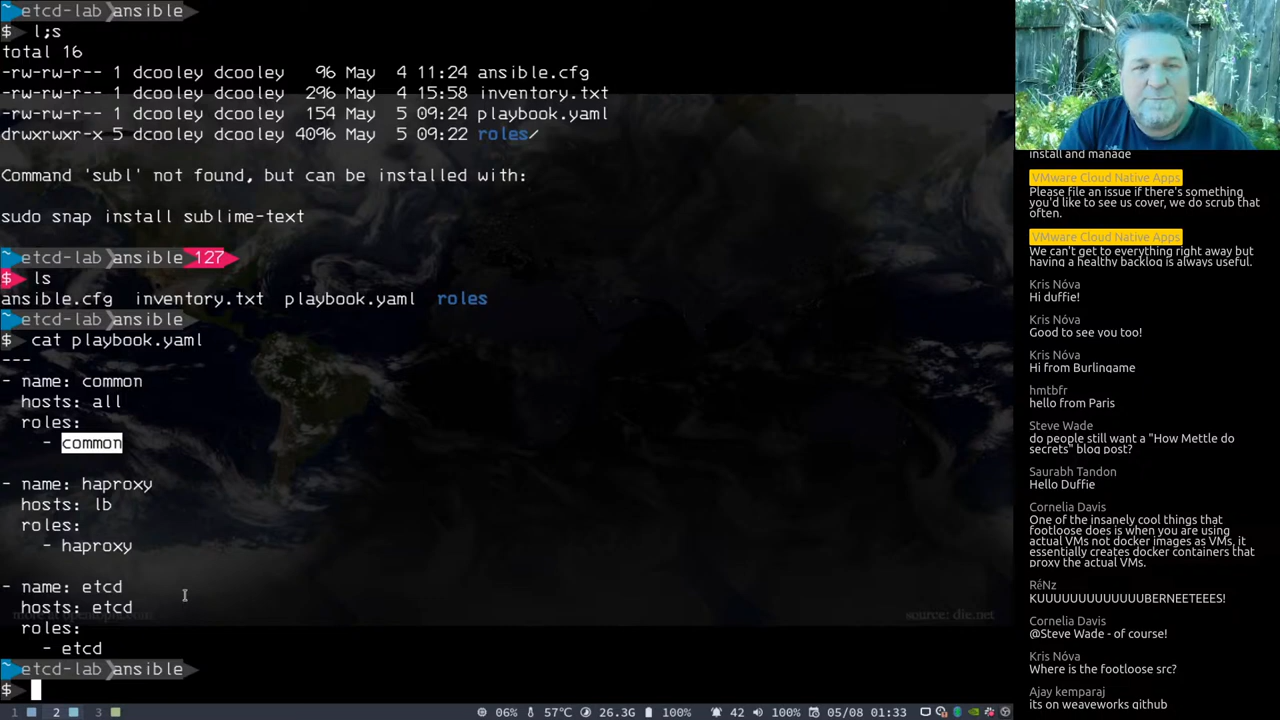 ~ etcd-lab ansible
$ l;s
total 16
-rw-rw-r-- 1 dcooley dcooley 96 May 4 11:24 ansible.cfg
-rw-rw-r-- 1 dcooley dcooley 296 May 4 15:58 inventory.txt
-rw-rw-r-- 1 dcooley dcooley 154 May 5 09:24 playbook.yaml
drwxrwxr-x 5 dcooley dcooley 4096 May 5 09:22 roles/
Command 'subl' not found, but can be installed with:
sudo snap install sublime-text
~ etcd-lab ansible 127
$ ls
ansible.cfg inventory.txt playbook.yaml roles
~ etcd-lab ansible
$ cat playbook.yaml
---
- name: common
hosts: all
roles:
- common
- name: haproxy
hosts: lb
roles:
- haproxy
- name: etcd
hosts: etcd
roles:
- etcd
~ etcd-lab ansible
$
source: die.net
1 2 3
06% 57℃ 26.3G 100% 42 100% 05/08 01:33
install and manage
VMware Cloud Native Apps
Please file an issue if there's something
you'd like to see us cover, we do scrub that
often.
VMware Cloud Native Apps
We can't get to everything right away but
having a healthy backlog is always useful.
Kris Nóva
Hi duffie!
Kris Nóva
Good to see you too!
Kris Nóva
Hi from Burlingame
hmtbfr
hello from Paris
Steve Wade
do people still want a "How Mettle do
secrets" blog post?
Saurabh Tandon
Hello Duffie
Cornelia Davis
One of the insanely cool things that
footloose does is when you are using
actual VMs not docker images as VMs, it
essentially creates docker containers that
proxy the actual VMs.
RéNz
KUUUUUUUUUUUUUBERNEETEEES!
Cornelia Davis
@Steve Wade - of course!
Kris Nóva
Where is the footloose src?
Ajay kemparaj
its on weaveworks github